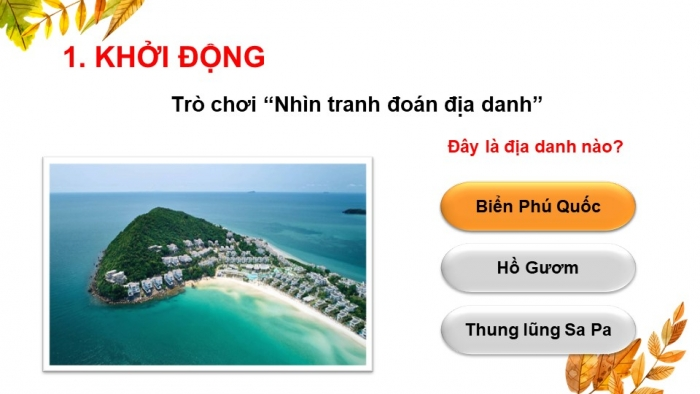 1. KHỞI ĐỘNG
Trò chơi “Nhìn tranh đoán địa danh”
Đây là địa danh nào?
Biển Phú Quốc
Hồ Gươm
Thung lũng Sa Pa